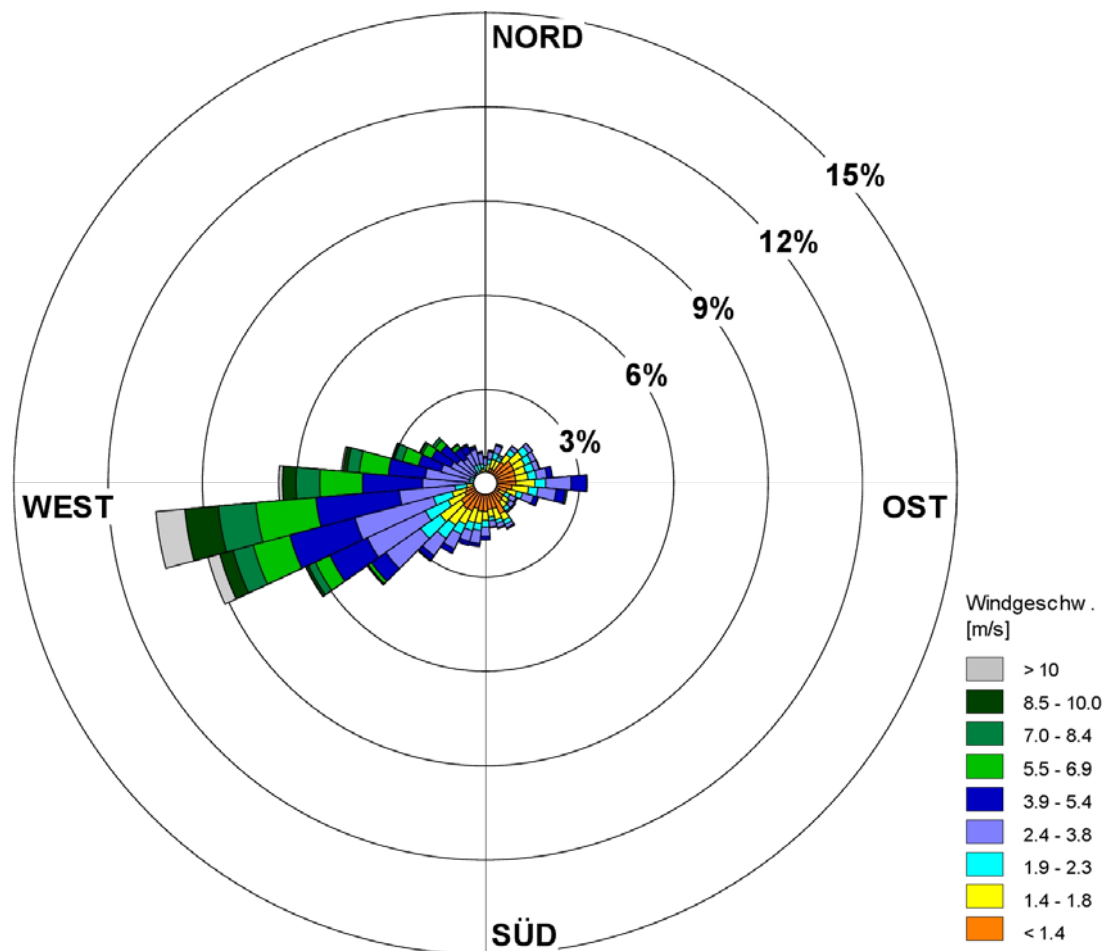 NORD
15%
12%
9%
6%
3%
WEST
OST
SÜD
Windgeschw .
[m/s]
> 10
8.5 - 10.0
7.0 - 8.4
5.5 - 6.9
3.9 - 5.4
2.4 - 3.8
1.9 - 2.3
1.4 - 1.8
< 1.4